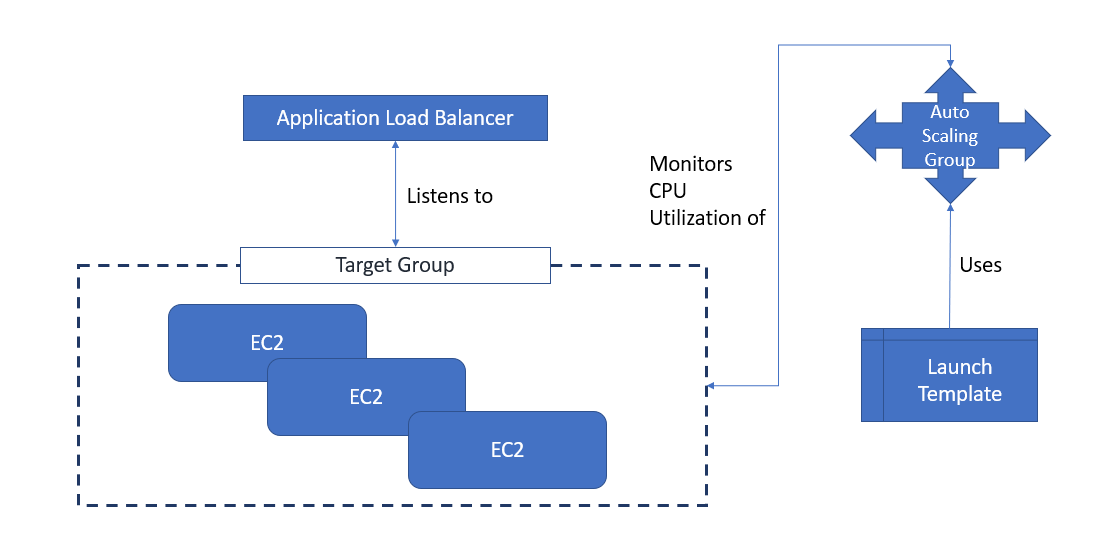 Application Load Balancer
Listens to
Target Group
EC2
EC2
EC2
Monitors
CPU
Utilization of
Auto
Scaling
Group
Uses
Launch
Template